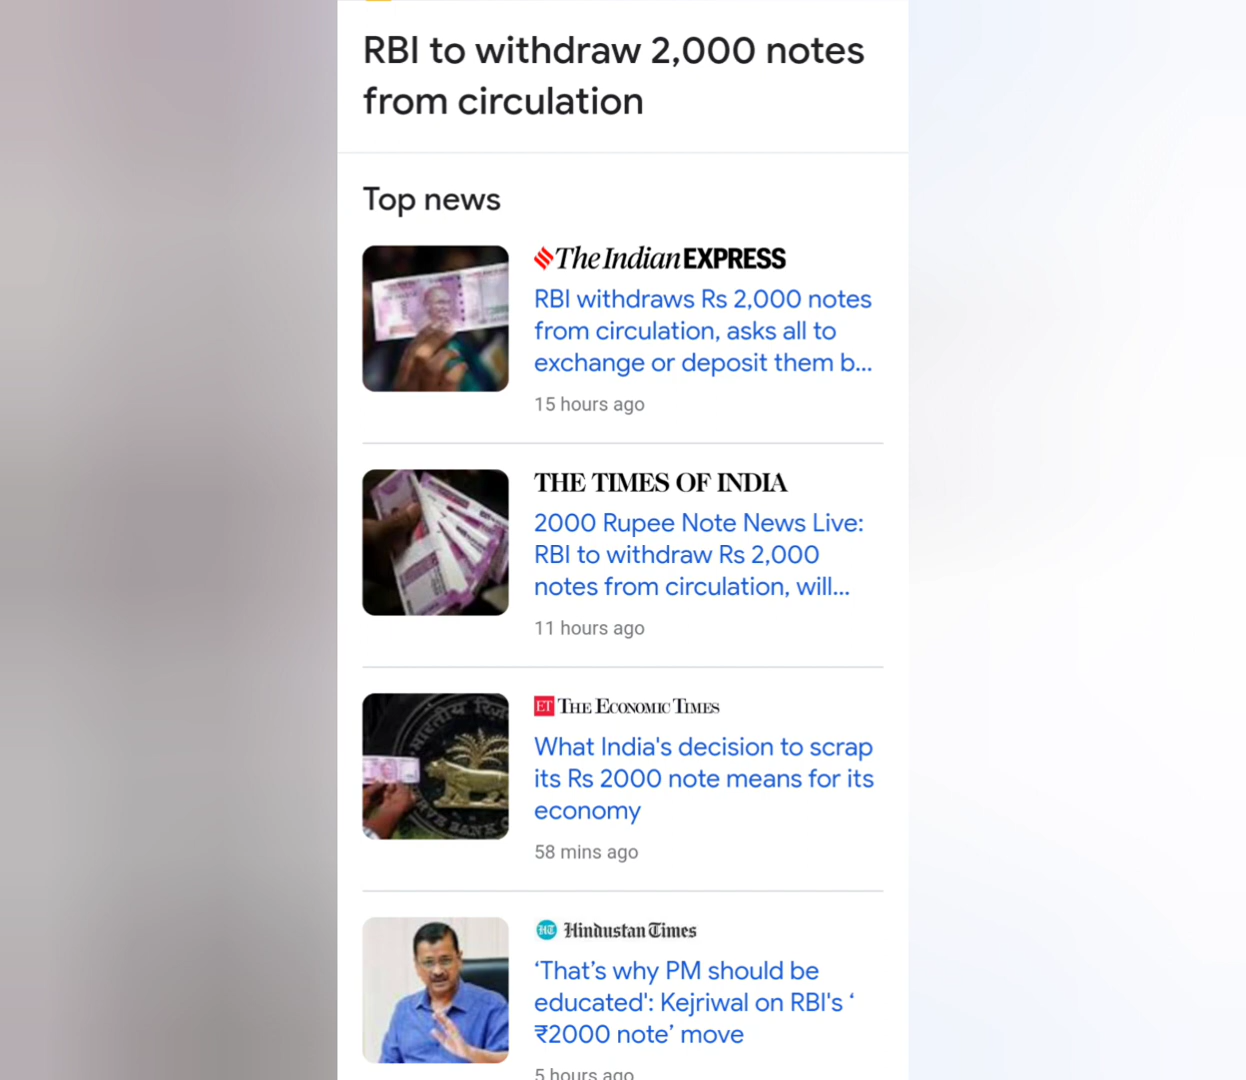 RBI to withdraw 2,000 notes
from circulation
Top news
The Indian EXPRESS
RBI withdraws Rs 2,000 notes
from circulation, asks all to
exchange or deposit them b...
15 hours ago
THE TIMES OF INDIA
2000 Rupee Note News Live:
RBI to withdraw Rs 2,000
notes from circulation, will...
11 hours ago
ET THE ECONOMIC TIMES
What India's decision to scrap
its Rs 2000 note means for its
economy
58 mins ago
HT Hindustan Times
‘That’s why PM should be
educated': Kejriwal on RBI's ‘
₹2000 note’ move
5 hours ago